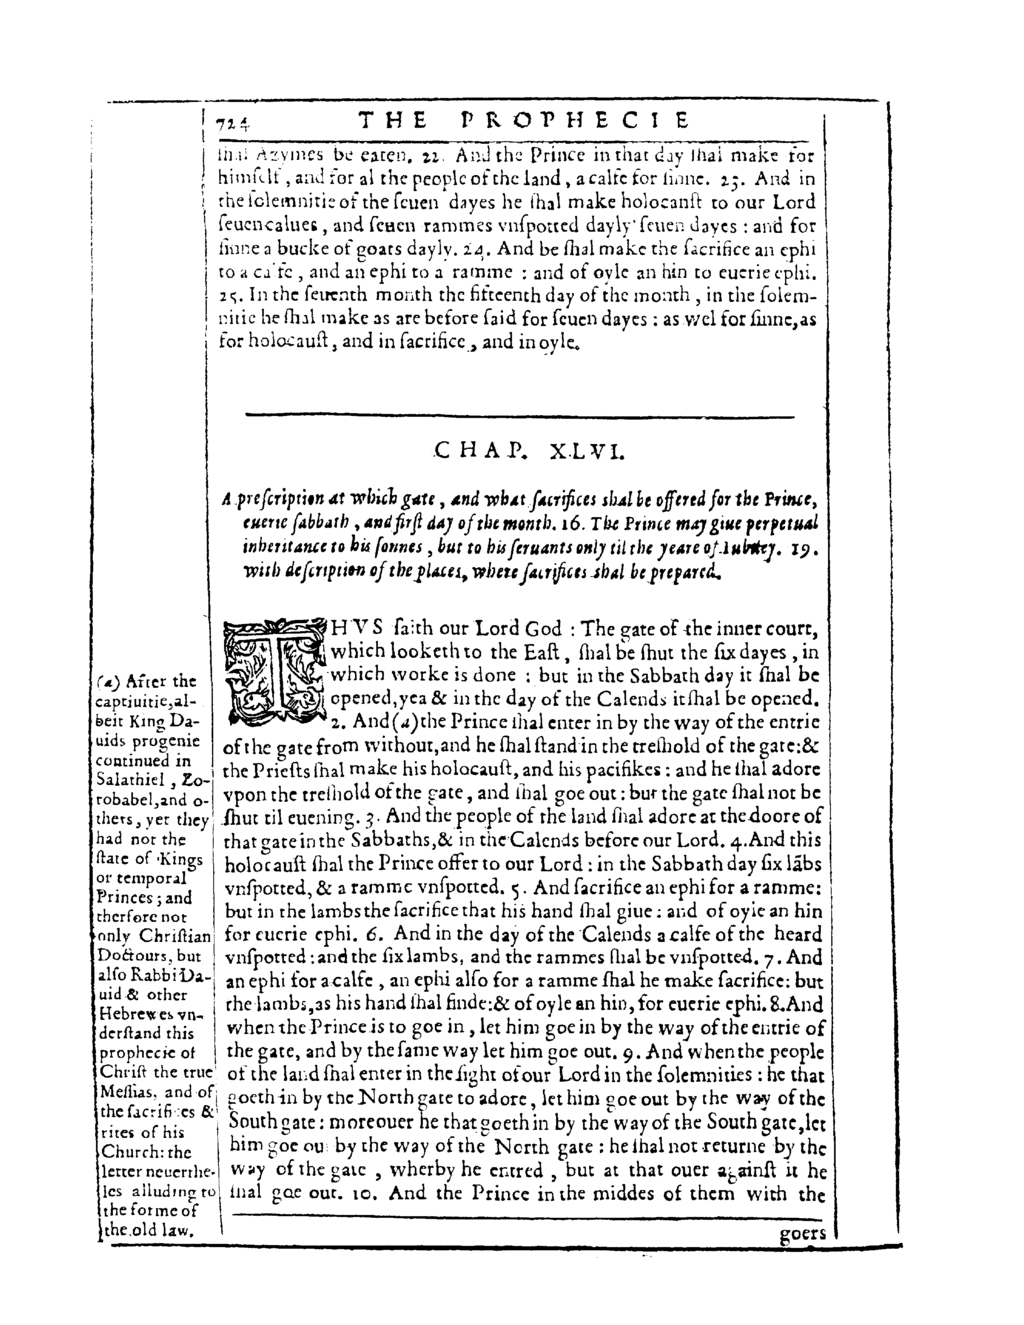 724 THE PROPHECIE
shal Azymes be eaten. 22. And the Prince in that day shal make for
himself, and for al the people of the land, a calfe for sinne. 23. And in
the solemnitie of the seuen dayes he shal make holocaust to our Lord
seuen calues, and seuen rammes vnspotted dayly seuen dayes : and for
sinne a bucke of goats dayly. 24. And he shal make the sacrifice an ephi
to a calfe, and an ephi to a ramme : and of oyle an hin to euerie ephi.
25. In the seuenth month the fifteenth day of the month, in the solem-
nitie he shal make as are before said for seuen dayes : as wel for sinne, as
for holocaust, and in sacrifice, and in oyle.
CHAP. XLVI.
A prescription at which gate, and what sacrifices shal be offered for the Prince,
euerie sabbath, and first day of the month. 16. The Prince may giue perpetual
inheritance to his sonnes, but to his seruants only til the yeare of Iubiley. 19.
with description of the places, where sacrifices shal be prepared.
THVS saith our Lord God : The gate of the inner court,
which looketh to the East, shal be shut the six dayes, in
which worke is done : but in the Sabbath day it shal be
opened, yea & in the day of the Calends it shal be opened.
2. And (a) the Prince shal enter in by the way of the entrie
of the gate from without, and he shal stand in the treshold of the gate: &
the Priests shal make his holocaust, and his pacifikes : and he shal adore
vpon the treshold of the gate, and shal goe out : but the gate shal not be
shut til euening. 3. And the people of the land shal adore at the doore of
that gate in the Sabbaths, & in the Calends before our Lord. 4. And this
holocaust shal the Prince offer to our Lord : in the Sabbath day six lābs
vnspotted, & a ramme vnspotted. 5. And sacrifice an ephi for a ramme:
but in the lambs the sacrifice that his hand shal giue : and of oyle an hin
for euerie ephi. 6. And in the day of the Calends a calfe of the heard
vnspotted : and the six lambs, and the rammes shal be vnspotted. 7. And
an ephi for a calfe, an ephi also for a ramme shal he make sacrifice: but
the lambs, as his hand shal finde: & of oyle an hin, for euerie ephi. 8. And
when the Prince is to goe in, let him goe in by the way of the entrie of
the gate, and by the same way let him goe out. 9. And when the people
of the land shal enter in the sight of our Lord in the solemnities : he that
goeth in by the North gate to adore, let him goe out by the way of the
South gate : moreouer he that goeth in by the way of the South gate, let
him goe out by the way of the North gate : he shal not returne by the
way of the gate, wherby he entred, but at that ouer against it he
shal goe out. 10. And the Prince in the middes of them with the
goers
(a) After the
captiuitie, al-
beit King Da-
uids progenie
continued in
Salathiel, Zo-
robabel, and o-
thers, yet they
had not the
state of Kings
or temporal
Princes ; and
therfore not
only Christian
Doctours, but
also Rabbi Da-
uid & other
Hebrewes vn-
derstand this
prophecie of
Christ the true
Messias, and of
the sacrifices &
rites of his
Church: the
letter neuerthe-
les alluding to
the forme of
the old law.